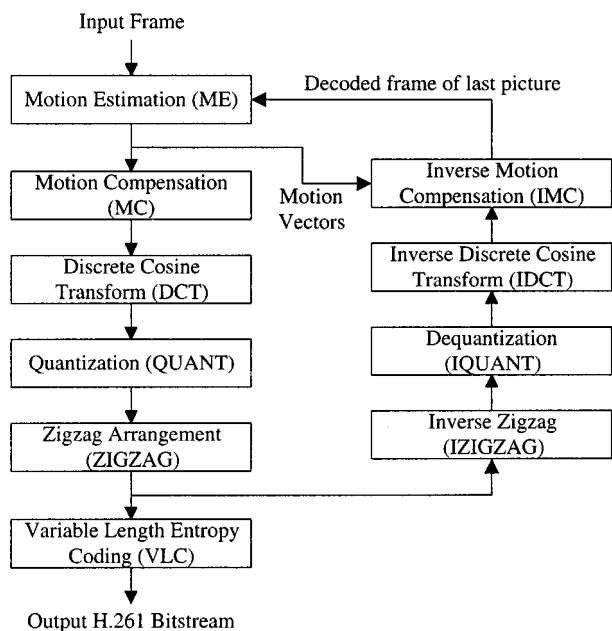 Input Frame
Motion Estimation (ME)
Decoded frame of last picture
Motion Compensation
(MC)
Motion
Vectors
Inverse Motion
Compensation (IMC)
Discrete Cosine
Transform (DCT)
Inverse Discrete Cosine
Transform (IDCT)
Quantization (QUANT)
Dequantization
(IQUANT)
Zigzag Arrangement
(ZIGZAG)
Inverse Zigzag
(IZIGZAG)
Variable Length Entropy
Coding (VLC)
Output H.261 Bitstream